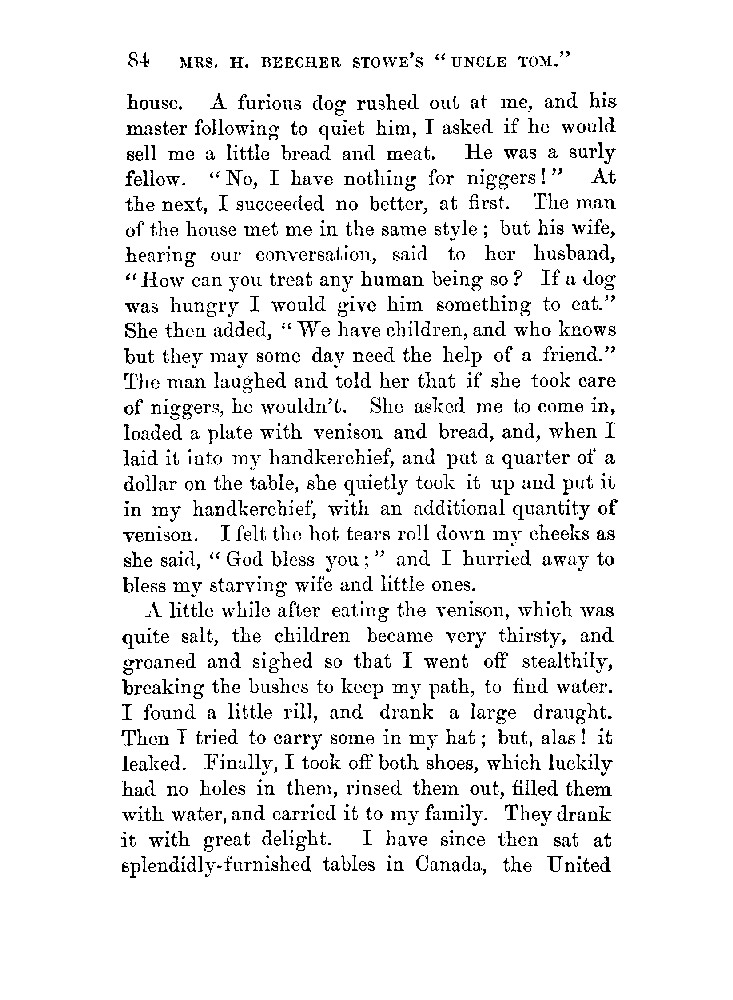 84 MRS. H. BEECHER STOWE'S "UNCLE TOM."
house. A furious dog rushed out at me, and his
master following to quiet him, I asked if he would
sell me a little bread and meat. He was a surly
fellow. "No, I have nothing for niggers!" At
the next, I succeeded no better, at first. The man
of the house met me in the same style; but his wife,
hearing our conversation, said to her husband,
"How can you treat any human being so? If a dog
was hungry I would give him something to eat."
She then added, "We have children, and who knows
but they may some day need the help of a friend."
The man laughed and told her that if she took care
of niggers, he wouldn't. She asked me to come in,
loaded a plate with venison and bread, and, when I
laid it into my handkerchief, and put a quarter of a
dollar on the table, she quietly took it up and put it
in my handkerchief, with an additional quantity of
venison. I felt the hot tears roll down my cheeks as
she said, "God bless you;" and I hurried away to
bless my starving wife and little ones.
A little while after eating the venison, which was
quite salt, the children became very thirsty, and
groaned and sighed so that I went off stealthily,
breaking the bushes to keep my path, to find water.
I found a little rill, and drank a large draught.
Then I tried to carry some in my hat; but, alas! it
leaked. Finally, I took off both shoes, which luckily
had no holes in them, rinsed them out, filled them
with water, and carried it to my family. They drank
it with great delight. I have since then sat at
splendidly-furnished tables in Canada, the United